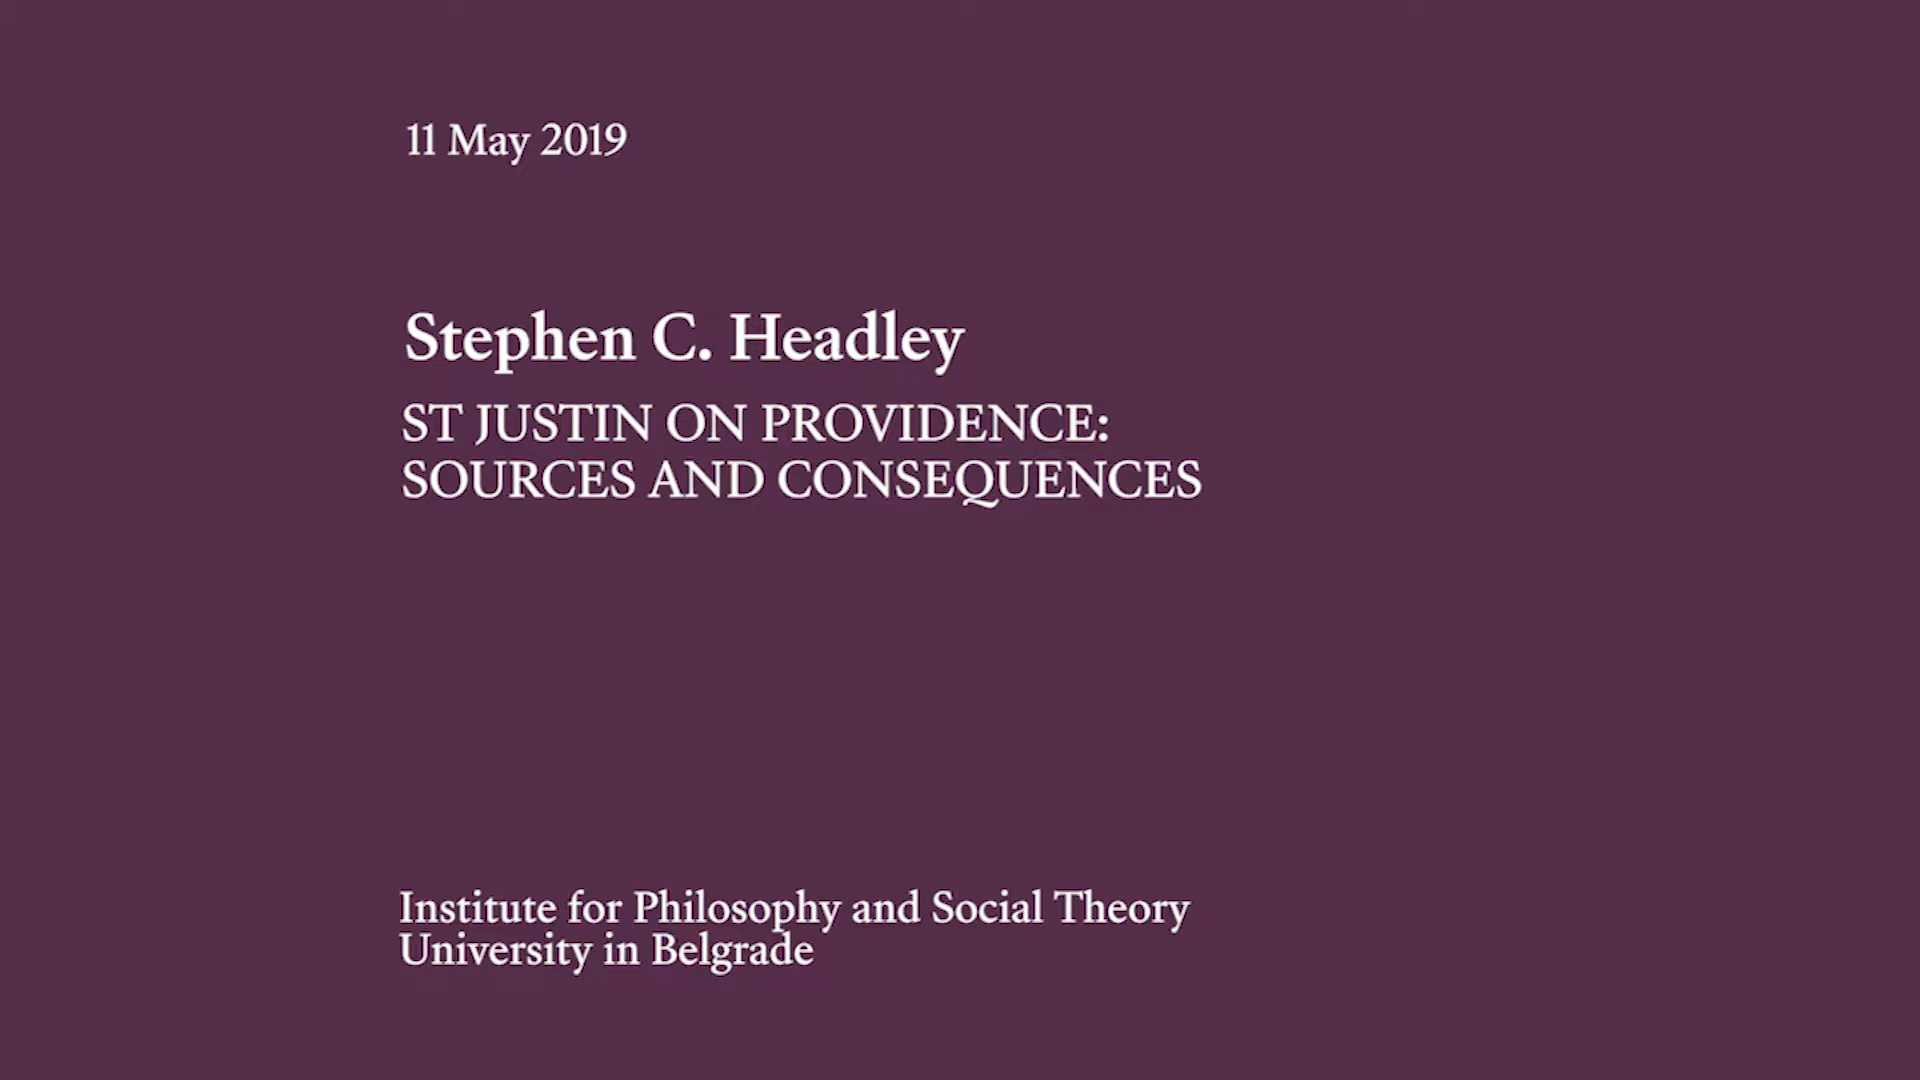 11 May 2019
Stephen C. Headley
ST JUSTIN ON PROVIDENCE:
SOURCES AND CONSEQUENCES
Institute for Philosophy and Social Theory
University in Belgrade